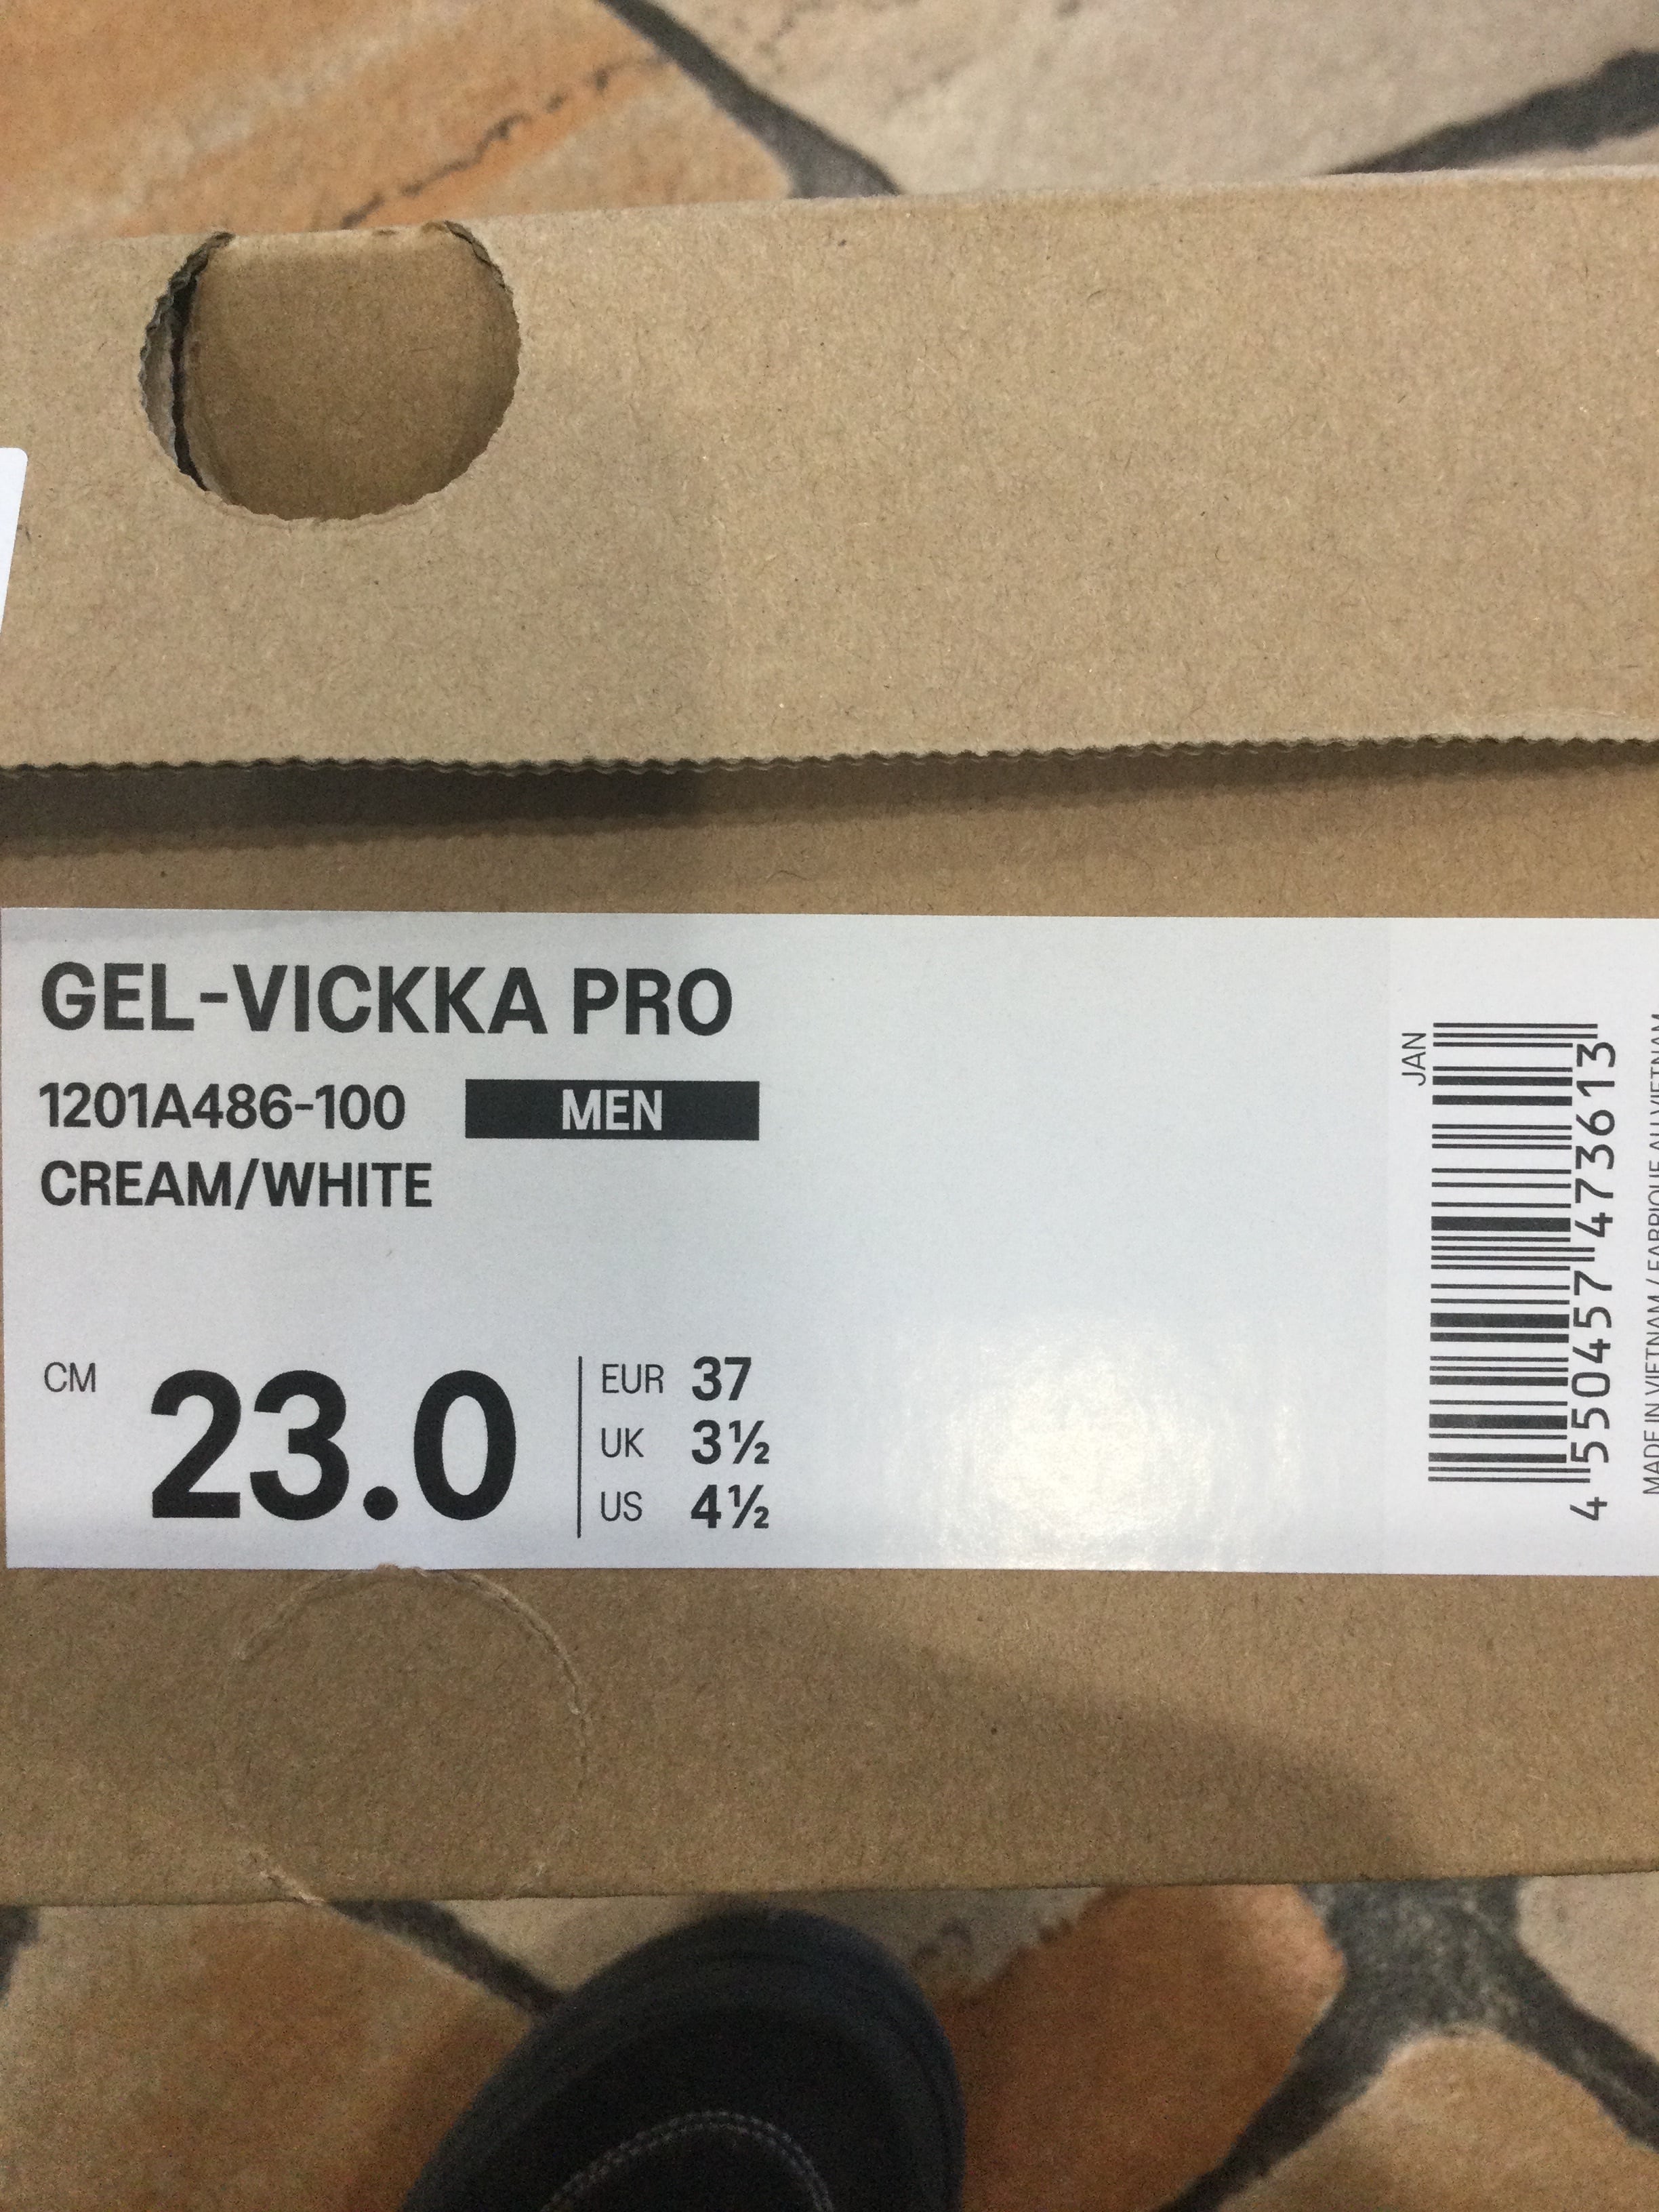 GEL-VICKKA PRO
1201A486-100 MEN
CREAM/WHITE
CM 23.0
EUR 37
UK 3½
US 4½
JAN
4 550457 473613
MADE IN VIETNAM / FABRIQUE AU VIETNAM